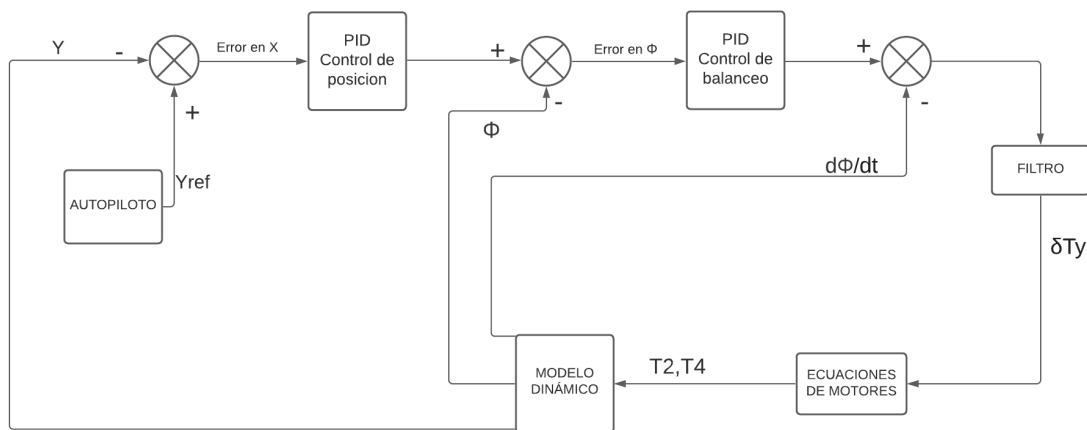 Y
-
Error en X
PID
Control de
posicion
+
Error en Φ
PID
Control de
balanceo
+
-
-
+
Φ
dΦ/dt
FILTRO
Yref
AUTOPILOTO
δTy
MODELO
DINÁMICO
T2,T4
ECUACIONES
DE MOTORES